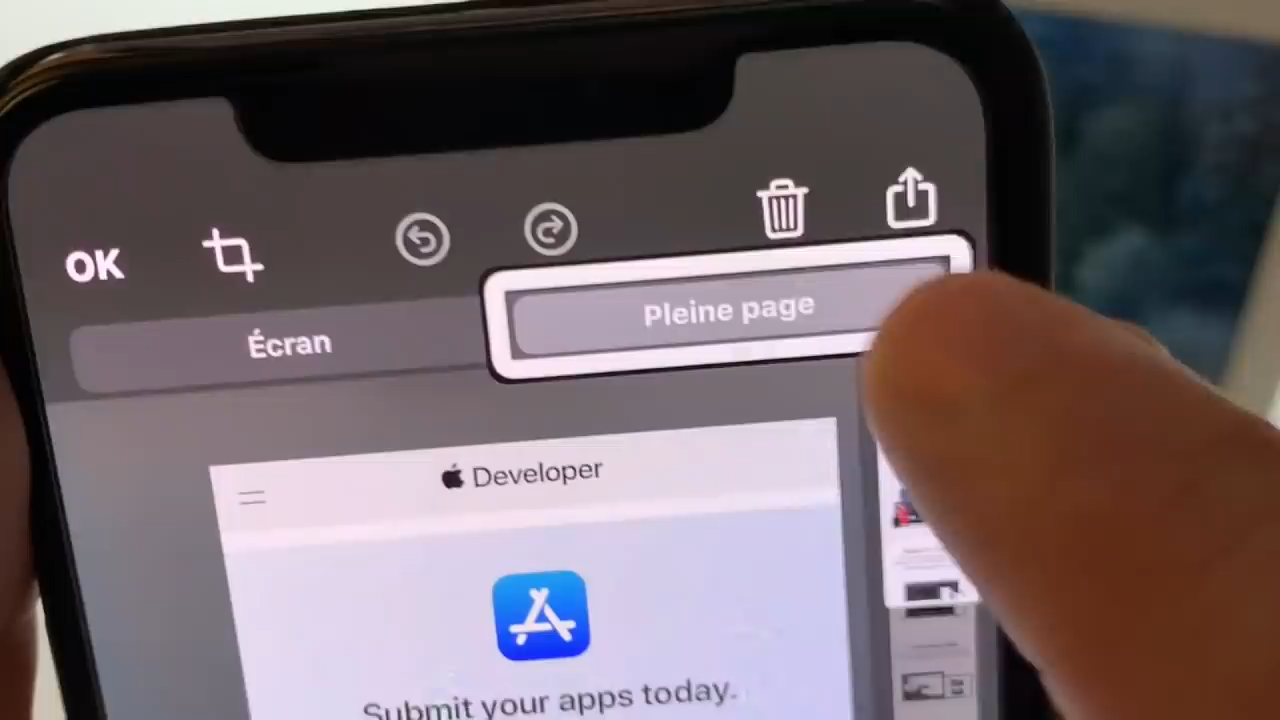 OK
Écran
Pleine page
Developer
Submit your apps today.